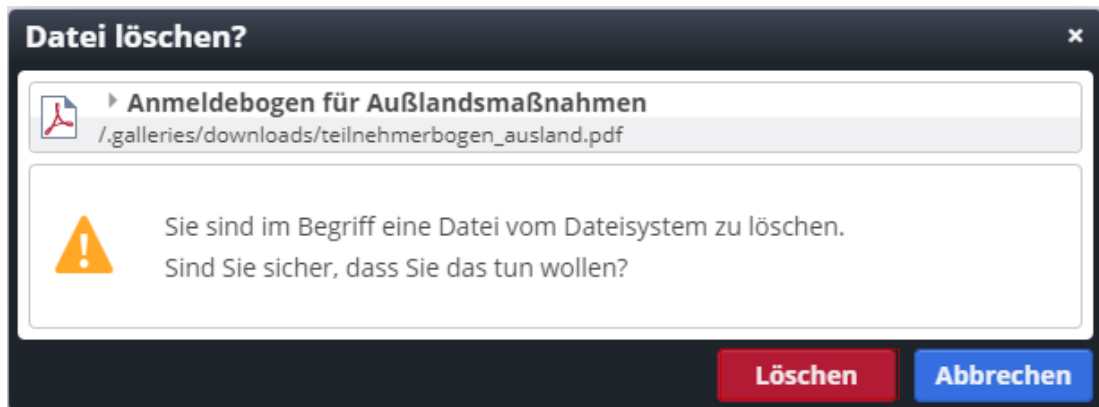 Datei löschen?
Anmeldebogen für Außlandsmaßnahmen
/.galleries/downloads/teilnehmerbogen_ausland.pdf
Sie sind im Begriff eine Datei vom Dateisystem zu löschen.
Sind Sie sicher, dass Sie das tun wollen?
Löschen Abbrechen